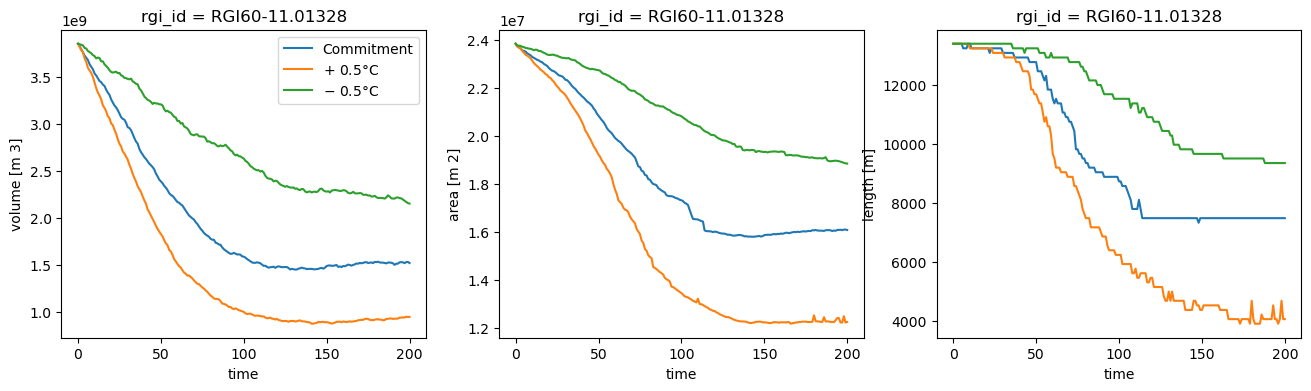 rgi_id = RGI60-11.01328
1e9
volume [m 3]
3.5
3.0
2.5
2.0
1.5
1.0
0
50
100
150
200
time
Commitment
+ 0.5°C
− 0.5°C
rgi_id = RGI60-11.01328
1e7
area [m 2]
2.4
2.2
2.0
1.8
1.6
1.4
1.2
0
50
100
150
200
time
rgi_id = RGI60-11.01328
length [m]
12000
10000
8000
6000
4000
0
50
100
150
200
time